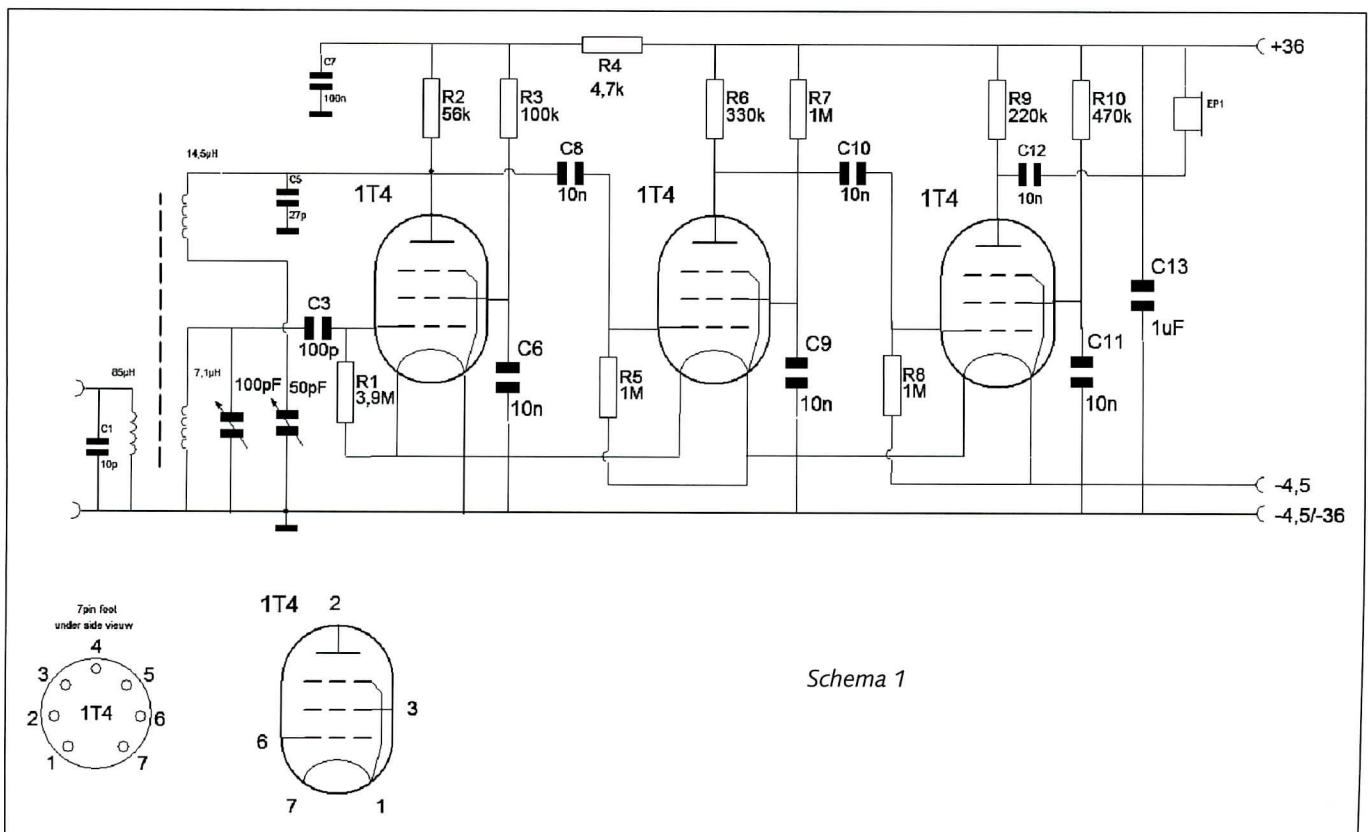 C7
100n
R2
56k
R3
100k
R4
4,7k
R6
330k
R7
1M
R9
220k
R10
470k
EP1
+36
14,5µH
C5
27p
C8
10n
C10
10n
C12
10n
1T4
1T4
1T4
C3
100p
C13
1uF
85µH
7,1µH
100pF
50pF
R1
3,9M
C6
10n
R5
1M
C9
10n
R8
1M
C11
10n
C1
10p
-4,5
-4,5/-36
7pin foot
under side vieuw
4
3
5
2
1T4
6
1
7
1T4
2
3
6
7
1
Schema 1